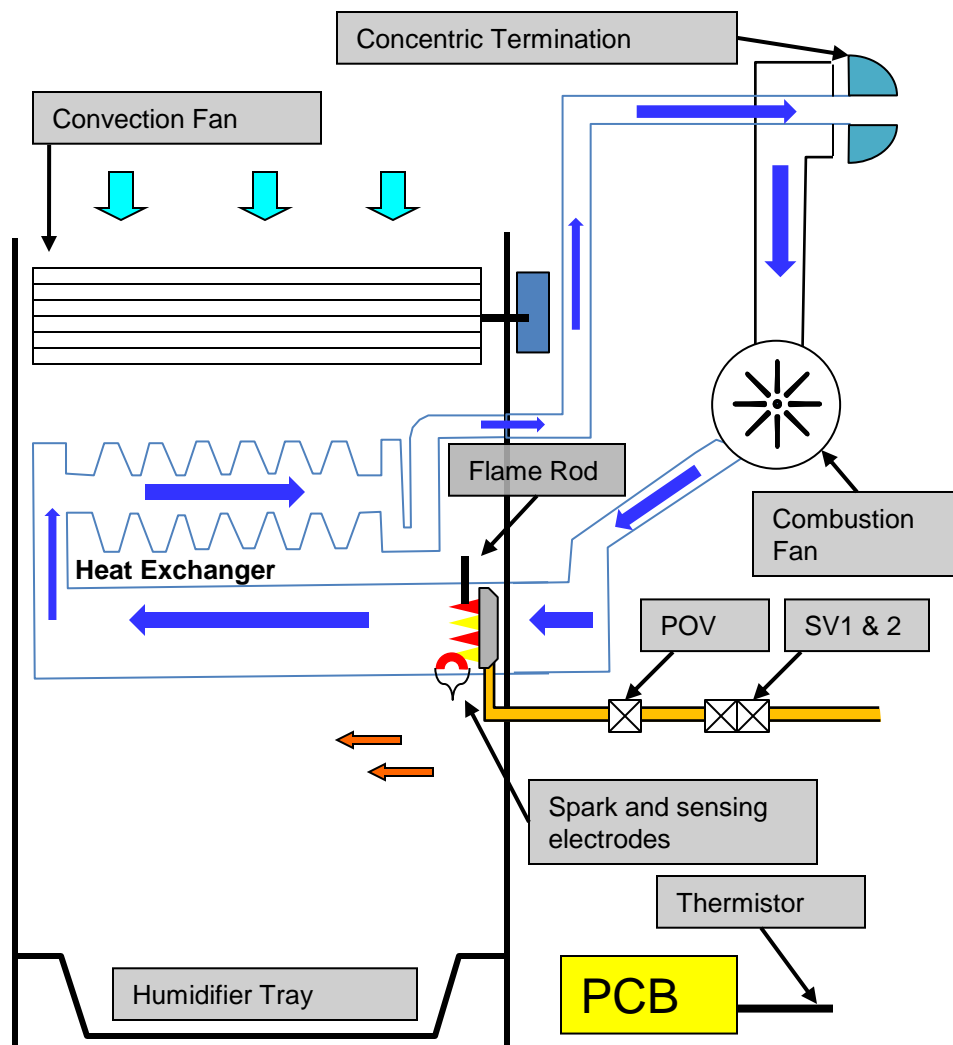 Concentric Termination
Convection Fan
Flame Rod
Combustion
Fan
Heat Exchanger
POV
SV1 & 2
Spark and sensing
electrodes
Thermistor
Humidifier Tray
PCB